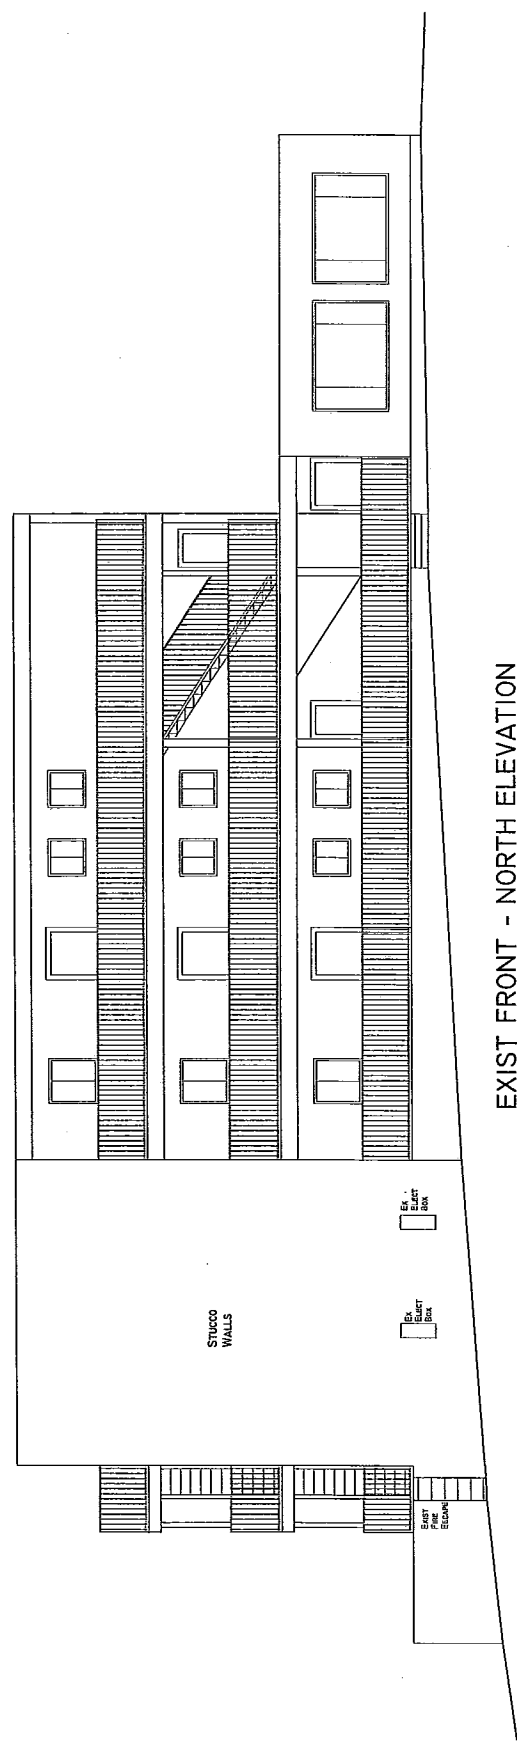 STUCCO
WALLS
EX
ELECT
BOX
EX
ELECT
BOX
EXIST
FIRE
ESCAPE
EXIST FRONT - NORTH ELEVATION